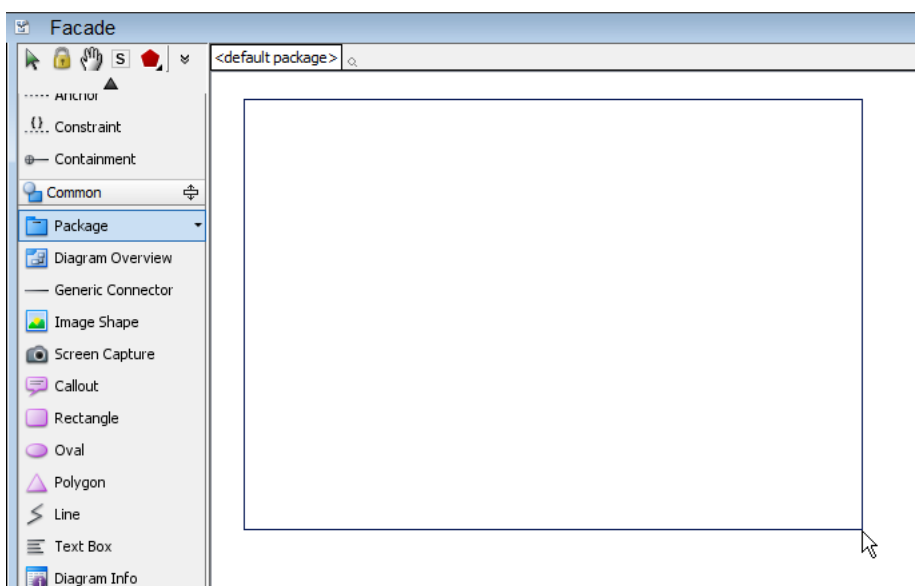 Facade
S
<default package>
Anchor
{} Constraint
Containment
Common
Package
Diagram Overview
Generic Connector
Image Shape
Screen Capture
Callout
Rectangle
Oval
Polygon
Line
Text Box
Diagram Info